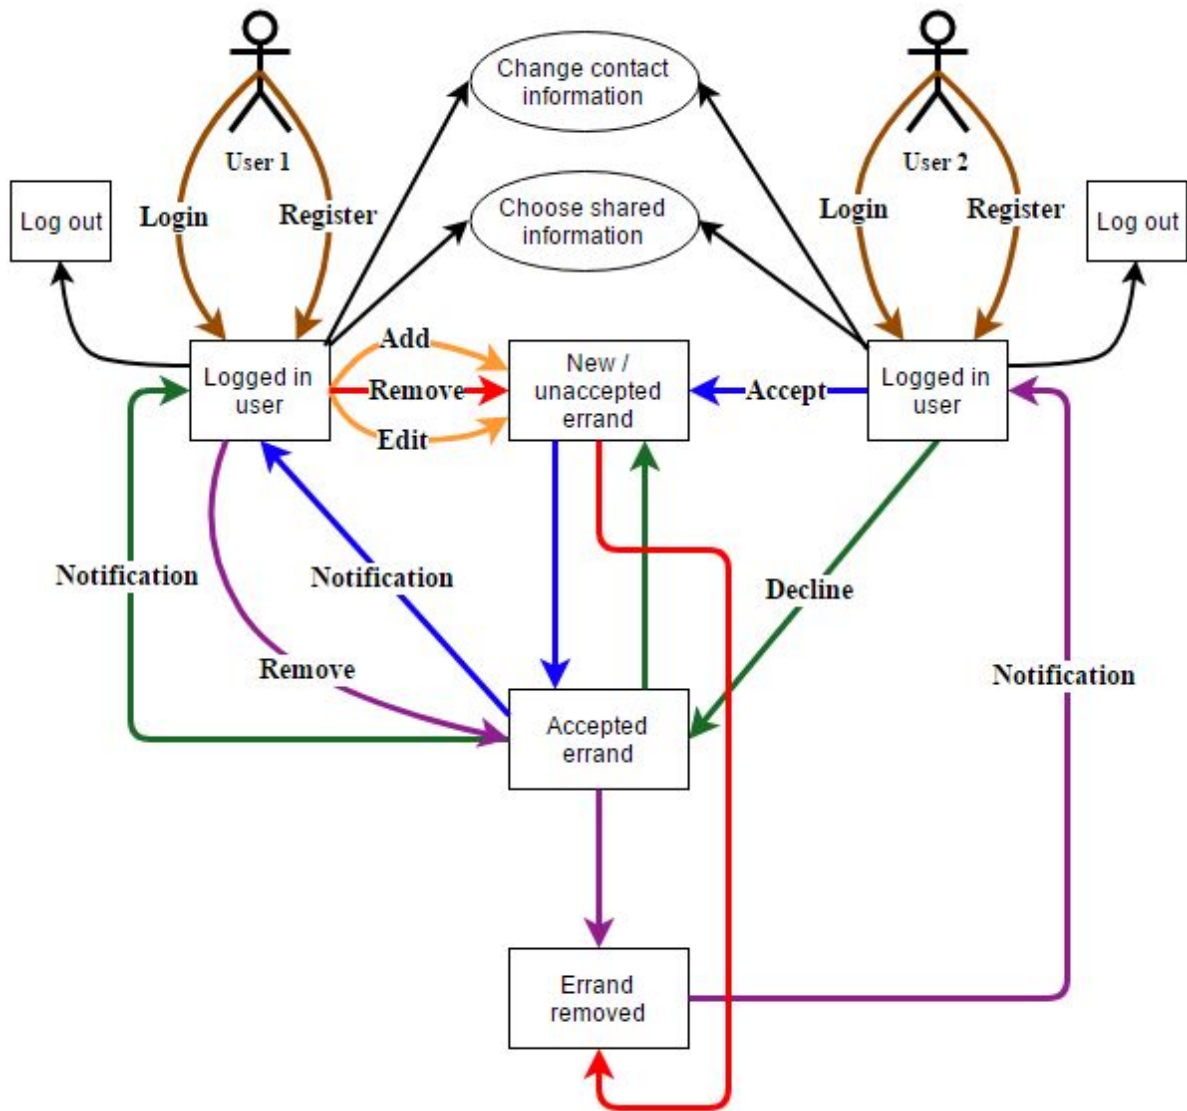 Change contact
information
User 1
User 2
Log out
Login
Register
Choose shared
information
Login
Register
Log out
Logged in
user
Add
Remove
Edit
New /
unaccepted
errand
Accept
Logged in
user
Notification
Notification
Decline
Remove
Notification
Accepted
errand
Errand
removed